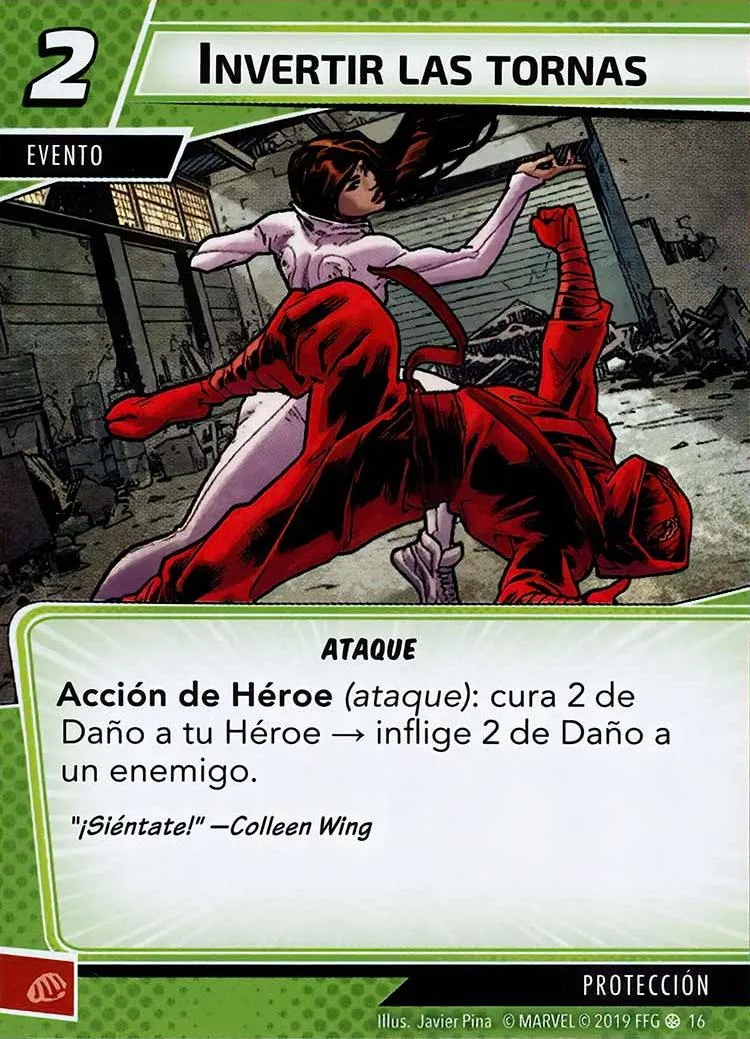 2
INVERTIR LAS TORNAS
EVENTO
ATAQUE
Acción de Héroe (ataque): cura 2 de
Daño a tu Héroe → inflige 2 de Daño a
un enemigo.
"¡Siéntate!" —Colleen Wing
PROTECCIÓN
Illus. Javier Pina © MARVEL © 2019 FFG 16